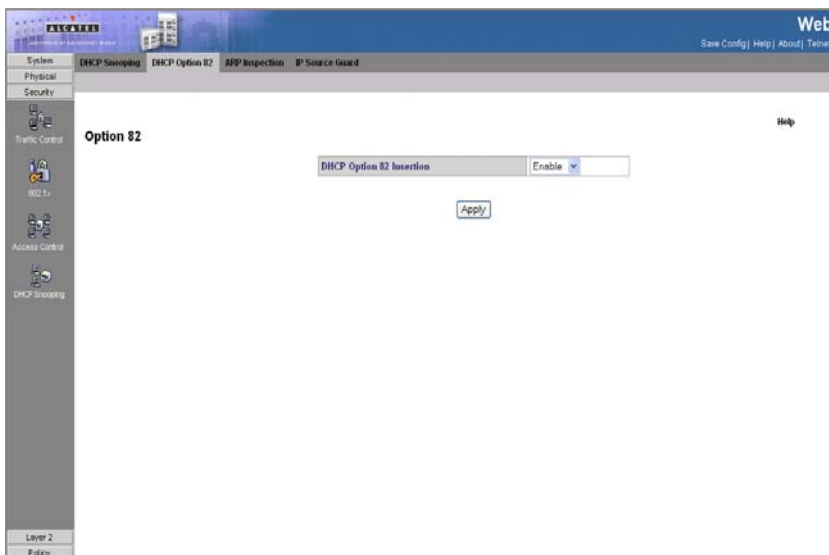 ALCATEL
Web
Save Config| Help| About| Telne
System
Physical
Security
DHCP Snooping DHCP Option 82 ARP Inspection IP Source Guard
Help
Traffic Control
Option 82
DHCP Option 82 Insertion Enable
802.1x
Apply
Access Control
DHCP Snooping
Layer 2
Policy